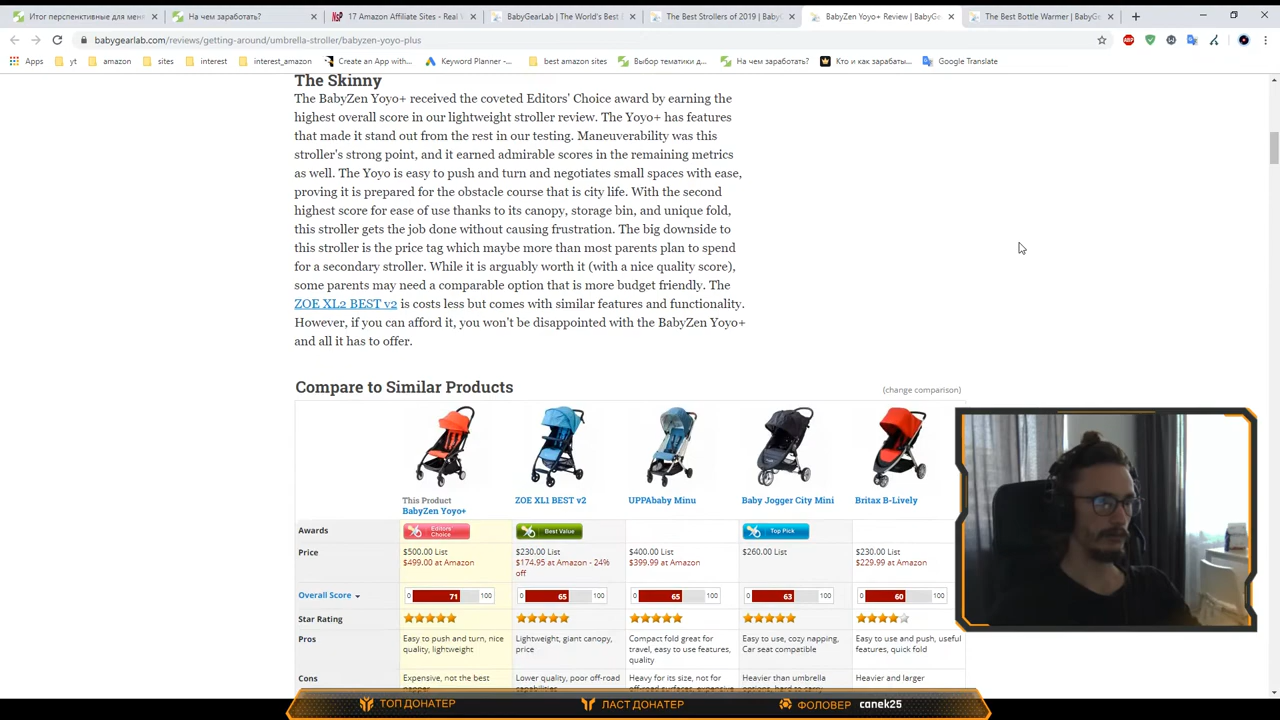 Итог персенктивные для мен
На чем заработать?
17 Amazon Affiliate Sites - Real W
BabyGearLab | The World's Best
The Best Strollers of 2019 | Baby
BabyZen Yoyo+ Review | BabyGe
The Best Bottle Warmer | BabyGe
babygearlab.com/reviews/getting-around/umbrella-stroller/babyzen-yoyo-plus
Apps yt amazon sites interest interest_amazon Create an App with... Keyword Planner -... best amazon sites Выбор тематики д... На чем заработать? Кто и как зарабаты... Google Translate
The Skinny
The BabyZen Yoyo+ received the coveted Editors' Choice award by earning the
highest overall score in our lightweight stroller review. The Yoyo+ has features
that made it stand out from the rest in our testing. Maneuverability was this
stroller's strong point, and it earned admirable scores in the remaining metrics
as well. The Yoyo is easy to push and turn and negotiates small spaces with ease,
proving it is prepared for the obstacle course that is city life. With the second
highest score for ease of use thanks to its canopy, storage bin, and unique fold,
this stroller gets the job done without causing frustration. The big downside to
this stroller is the price tag which maybe more than most parents plan to spend
for a secondary stroller. While it is arguably worth it (with a nice quality score),
some parents may need a comparable option that is more budget friendly. The
ZOE XL2 BEST v2 is costs less but comes with similar features and functionality.
However, if you can afford it, you won't be disappointed with the BabyZen Yoyo+
and all it has to offer.
Compare to Similar Products (change comparison)
This Product
BabyZen Yoyo+
ZOE XL1 BEST v2
UPPAbaby Minu
Baby Jogger City Mini
Britax B-Lively
Awards
Editors' Choice
Best Value
Top Pick
Price
$500.00 List
$499.00 at Amazon
$230.00 List
$174.95 at Amazon - 24%
off
$400.00 List
$399.99 at Amazon
$260.00 List
$230.00 List
$229.99 at Amazon
Overall Score
0 71 100
0 65 100
0 65 100
0 63 100
0 60 100
Star Rating
Pros
Easy to push and turn, nice
quality, lightweight
Lightweight, giant canopy,
price
Compact fold great for
travel, easy to use features,
quality
Easy to use, cozy napping,
Car seat compatible
Easy to use and push, useful
features, quick fold
Cons
Expensive, not the best
Lower quality, poor off-road
Heavy for its size, not for
Heavier than umbrella
Heavier and larger
ТОП ДОНАТЕР
ЛАСТ ДОНАТЕР
ФОЛОВЕР canek25